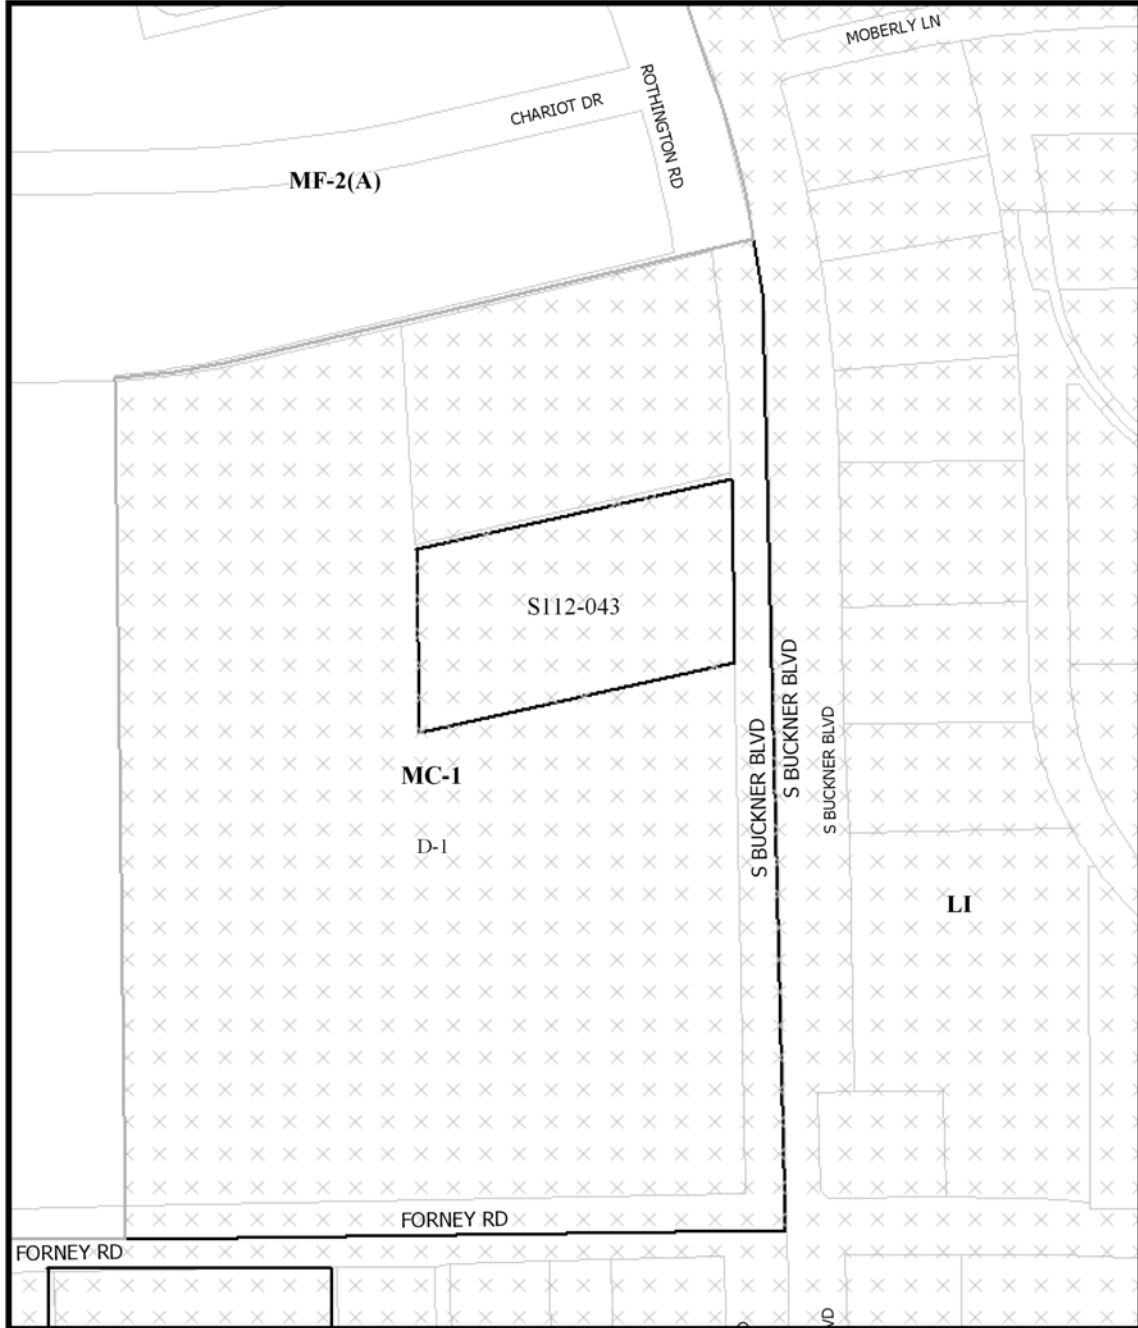 MOBERLY LN
CHARIOT DR
ROTHINGTON RD
MF-2(A)
S112-043
S BUCKNER BLVD
S BUCKNER BLVD
S BUCKNER BLVD
MC-1
D-1
LI
FORNEY RD
FORNEY RD